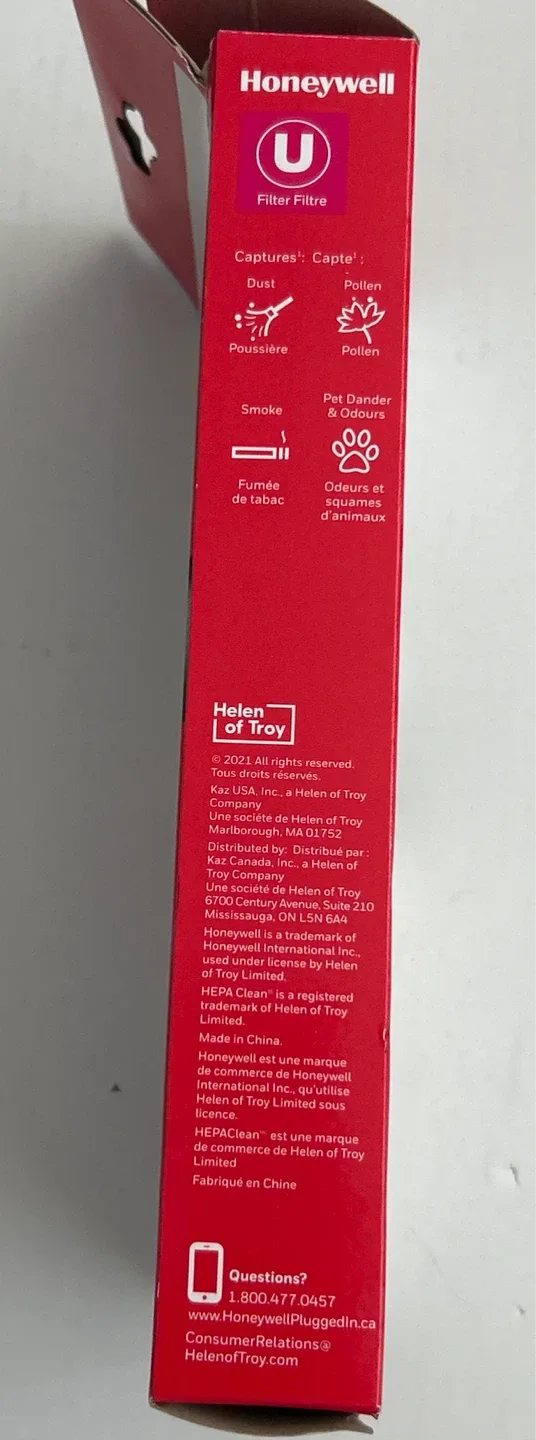 Honeywell
U
Filter Filtre
Captures¹: Capte¹ :
Dust
Pollen
Poussière
Pollen
Smoke
Pet Dander
& Odours
Fumée
de tabac
Odeurs et
squames
d'animaux
Helen
of Troy
© 2021 All rights reserved.
Tous droits réservés.
Kaz USA, Inc., a Helen of Troy
Company
Une société de Helen of Troy
Marlborough, MA 01752
Distributed by: Distribué par :
Kaz Canada, Inc., a Helen of
Troy Company
Une société de Helen of Troy
6700 Century Avenue, Suite 210
Mississauga, ON L5N 6A4
Honeywell is a trademark of
Honeywell International Inc.,
used under license by Helen
of Troy Limited.
HEPA Clean® is a registered
trademark of Helen of Troy
Limited.
Made in China.
Honeywell est une marque
de commerce de Honeywell
International Inc., qu'utilise
Helen of Troy Limited sous
licence.
HEPAClean™ est une marque
de commerce de Helen of Troy
Limited
Fabriqué en Chine
Questions?
1.800.477.0457
www.HoneywellPluggedIn.ca
ConsumerRelations@
HelenofTroy.com